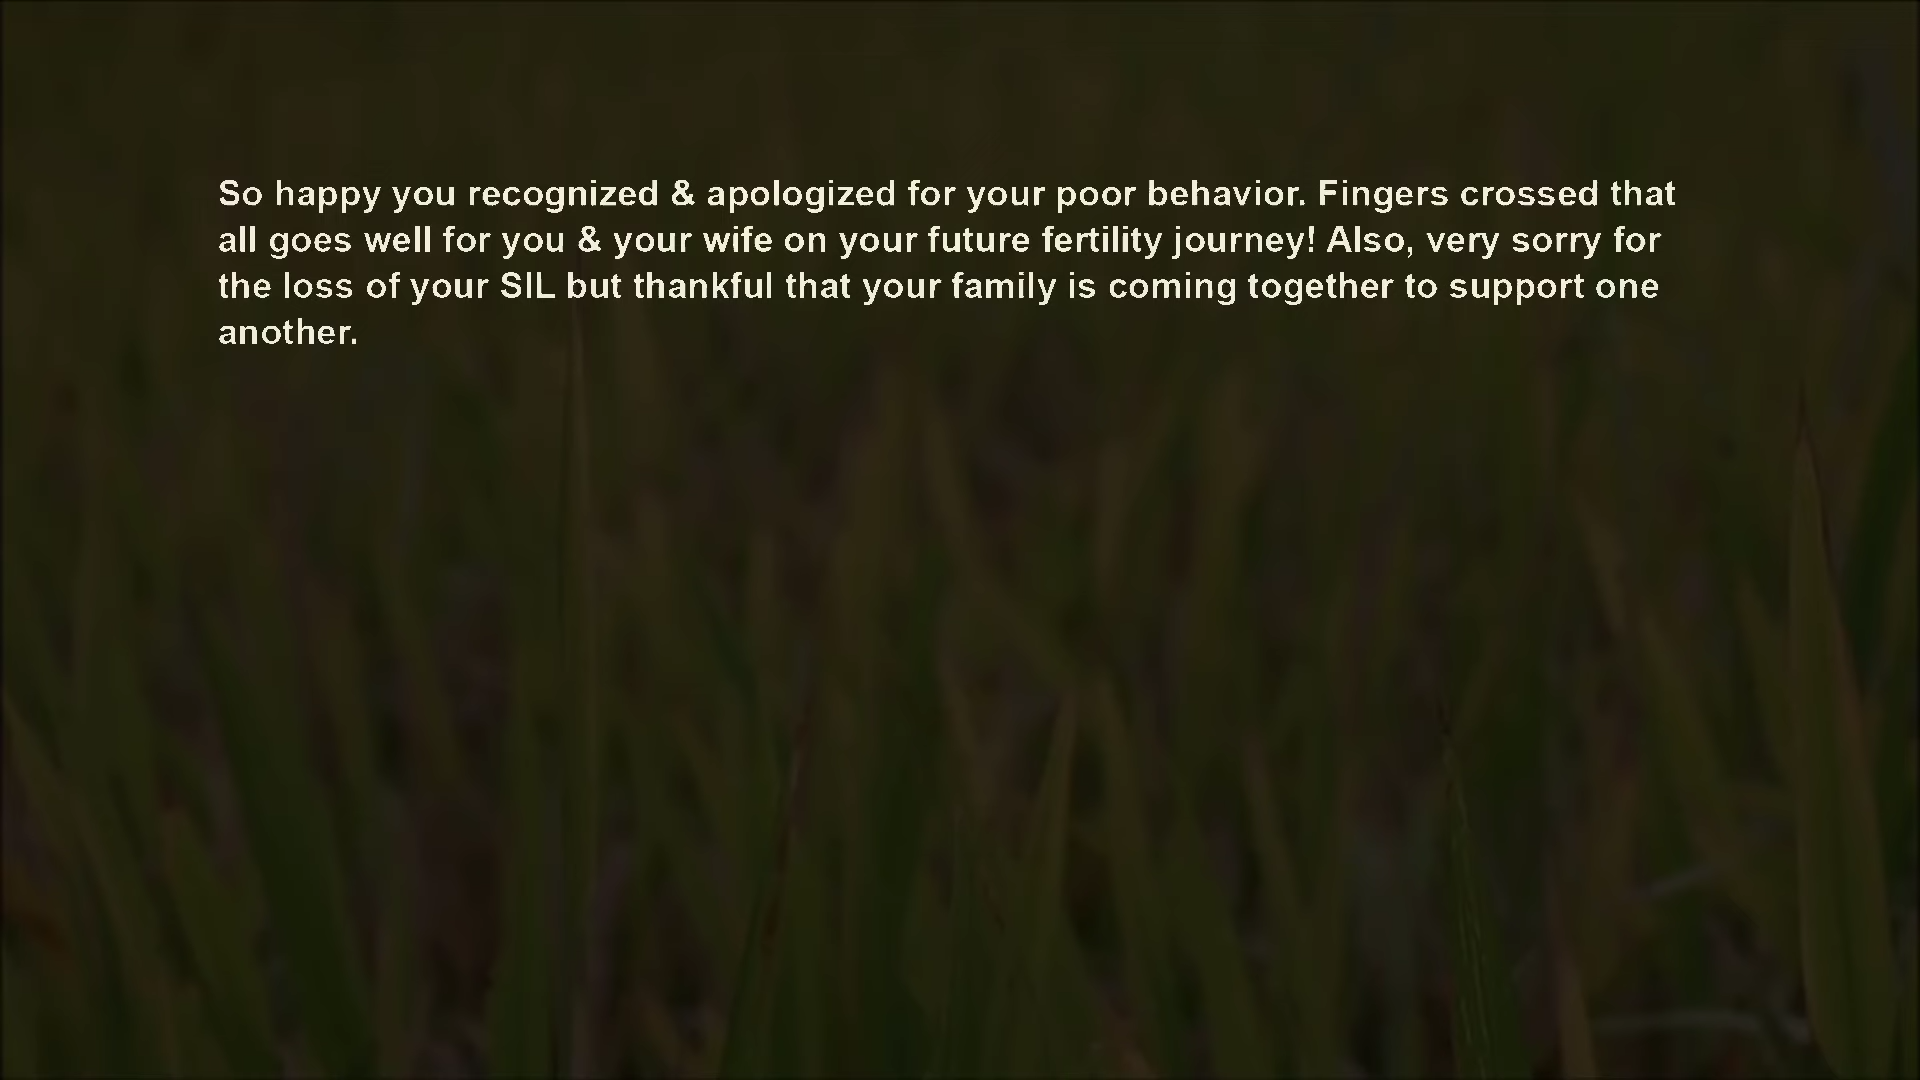 So happy you recognized & apologized for your poor behavior. Fingers crossed that
all goes well for you & your wife on your future fertility journey! Also, very sorry for
the loss of your SIL but thankful that your family is coming together to support one
another.